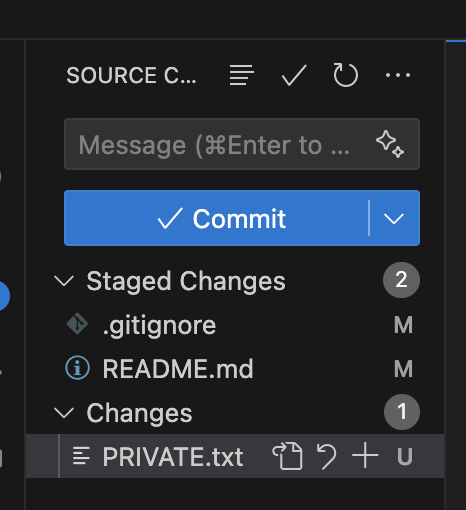 SOURCE C...
Message (⌘Enter to ...
Commit
Staged Changes 2
.gitignore M
README.md M
Changes 1
PRIVATE.txt U